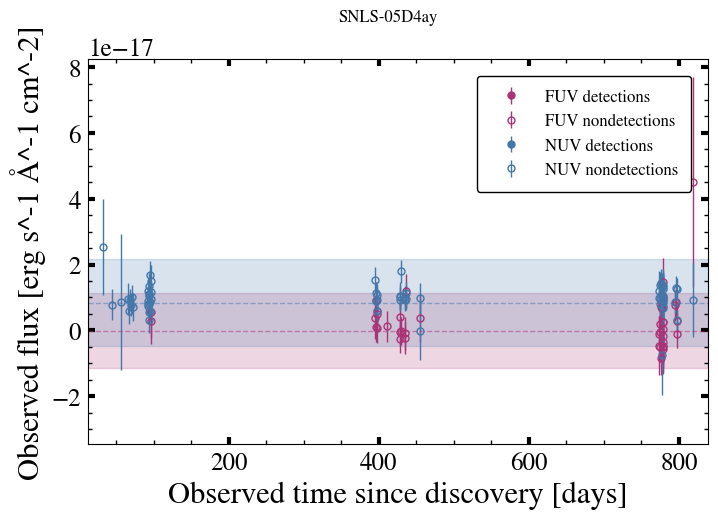 SNLS-05D4ay
1e−17
8
6
4
2
0
−2
Observed flux [erg s^-1 Å^-1 cm^-2]
FUV detections
FUV nondetections
NUV detections
NUV nondetections
200
400
600
800
Observed time since discovery [days]